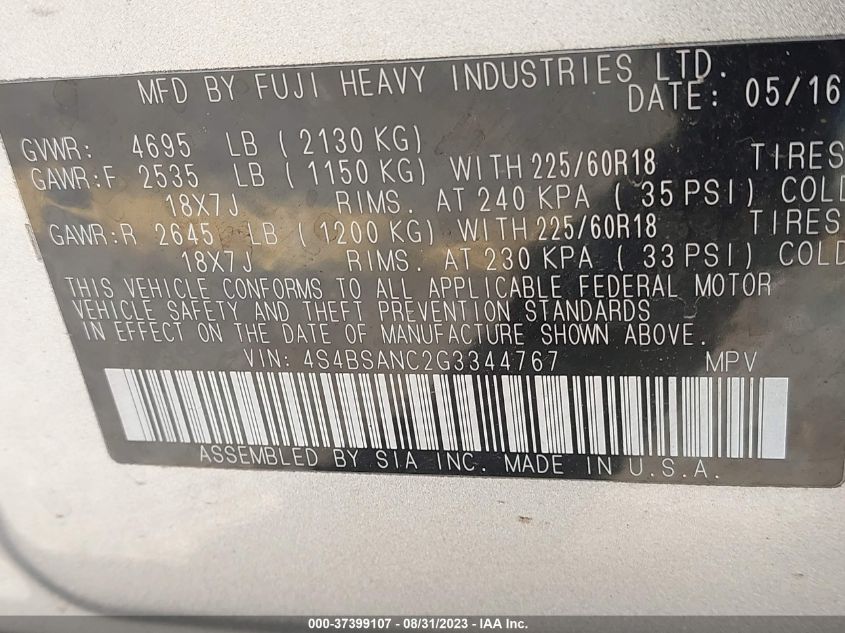 MFD BY FUJI HEAVY INDUSTRIES LTD.
DATE: 05/16
GVWR: 4695 LB ( 2130 KG)
GAWR:F 2535 LB ( 1150 KG) WITH 225/60R18 TIRES
18X7J RIMS. AT 240 KPA ( 35 PSI) COLD
GAWR:R 2645 LB ( 1200 KG) WITH 225/60R18 TIRES
18X7J RIMS. AT 230 KPA ( 33 PSI) COLD
THIS VEHICLE CONFORMS TO ALL APPLICABLE FEDERAL MOTOR
VEHICLE SAFETY AND THEFT PREVENTION STANDARDS
IN EFFECT ON THE DATE OF MANUFACTURE SHOWN ABOVE.
VIN: 4S4BSANC2G3344767 MPV
ASSEMBLED BY SIA INC. MADE IN U.S.A.
000-37399107 - 08/31/2023 - IAA Inc.